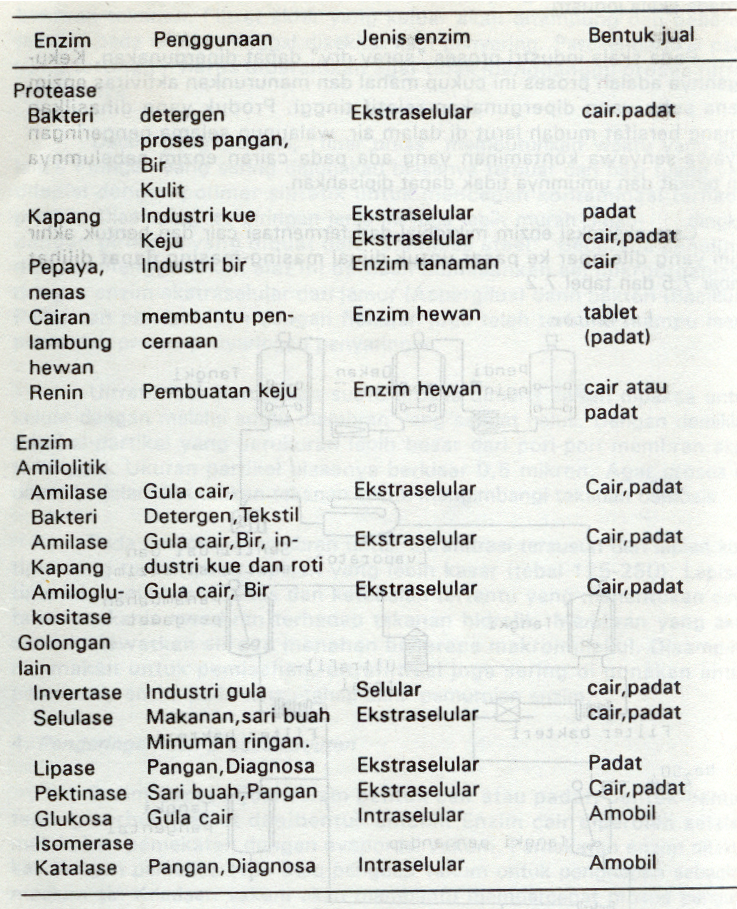 Enzim Penggunaan Jenis enzim Bentuk jual
Protease
Bakteri detergen Ekstraselular cair.padat
proses pangan,
Bir
Kulit
Kapang Industri kue Ekstraselular padat
Keju Ekstraselular cair,padat
Pepaya, Industri bir Enzim tanaman cair
nenas
Cairan membantu pen- Enzim hewan tablet
lambung cernaan (padat)
hewan
Renin Pembuatan keju Enzim hewan cair atau
padat
Enzim
Amilolitik
Amilase Gula cair, Ekstraselular Cair,padat
Bakteri Detergen,Tekstil
Amilase Gula cair,Bir, in- Ekstraselular Cair,padat
Kapang dustri kue dan roti
Amiloglu- Gula cair, Bir Ekstraselular Cair,padat
kositase
Golongan
lain
Invertase Industri gula Selular cair,padat
Selulase Makanan,sari buah Ekstraselular cair,padat
Minuman ringan.
Lipase Pangan,Diagnosa Ekstraselular Padat
Pektinase Sari buah,Pangan Ekstraselular Cair,padat
Glukosa Gula cair Intraselular Amobil
Isomerase
Katalase Pangan,Diagnosa Intraselular Amobil